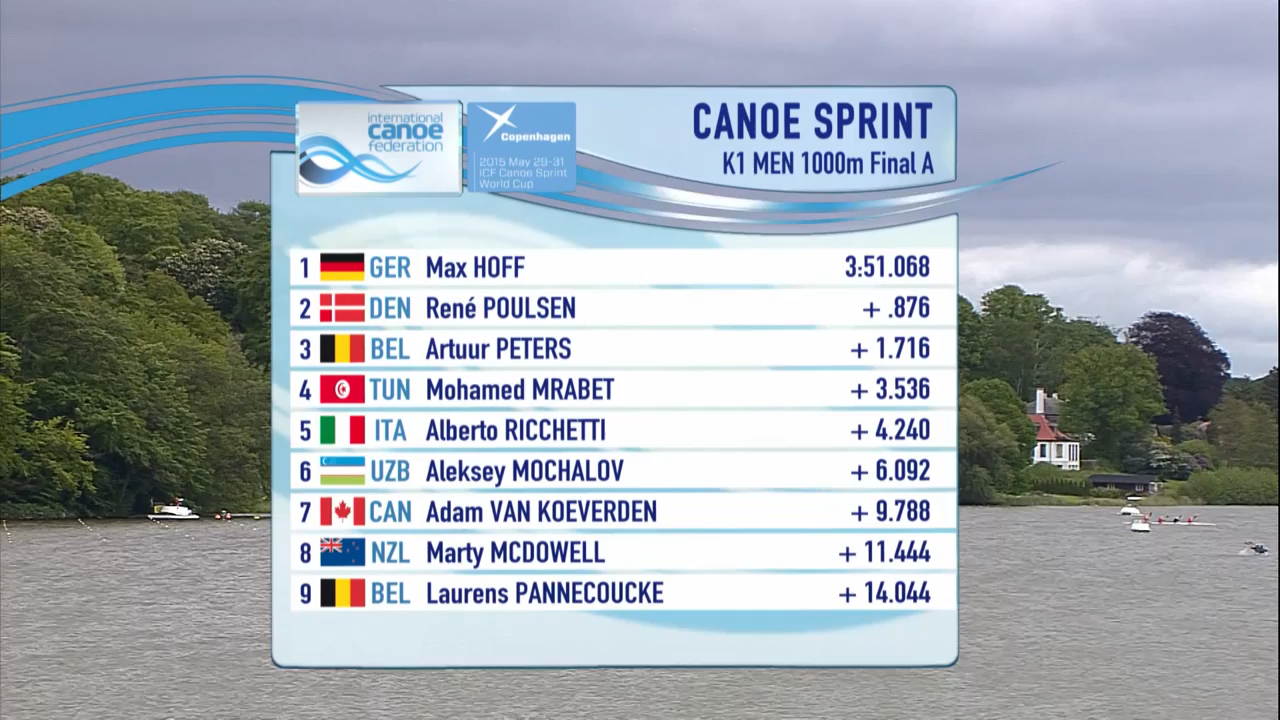 international
canoe
federation
Copenhagen
2015 May 29-31
ICF Canoe Sprint
World Cup
CANOE SPRINT
K1 MEN 1000m Final A
1 GER Max HOFF 3:51.068
2 DEN René POULSEN + .876
3 BEL Artuur PETERS + 1.716
4 TUN Mohamed MRABET + 3.536
5 ITA Alberto RICCHETTI + 4.240
6 UZB Aleksey MOCHALOV + 6.092
7 CAN Adam VAN KOEVERDEN + 9.788
8 NZL Marty MCDOWELL + 11.444
9 BEL Laurens PANNECOUCKE + 14.044